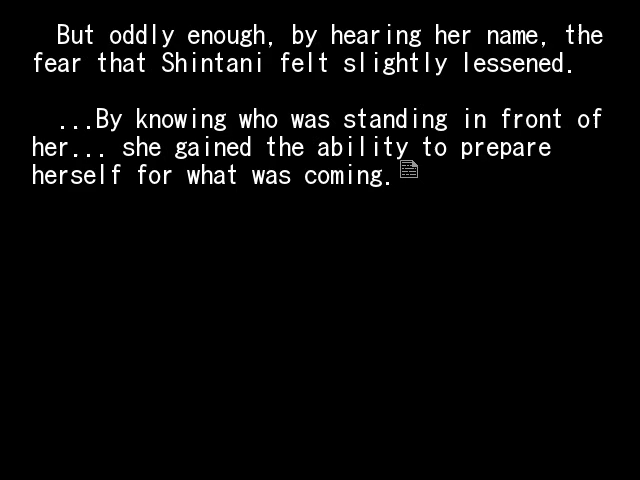 But oddly enough, by hearing her name, the
fear that Shintani felt slightly lessened.
...By knowing who was standing in front of
her... she gained the ability to prepare
herself for what was coming.